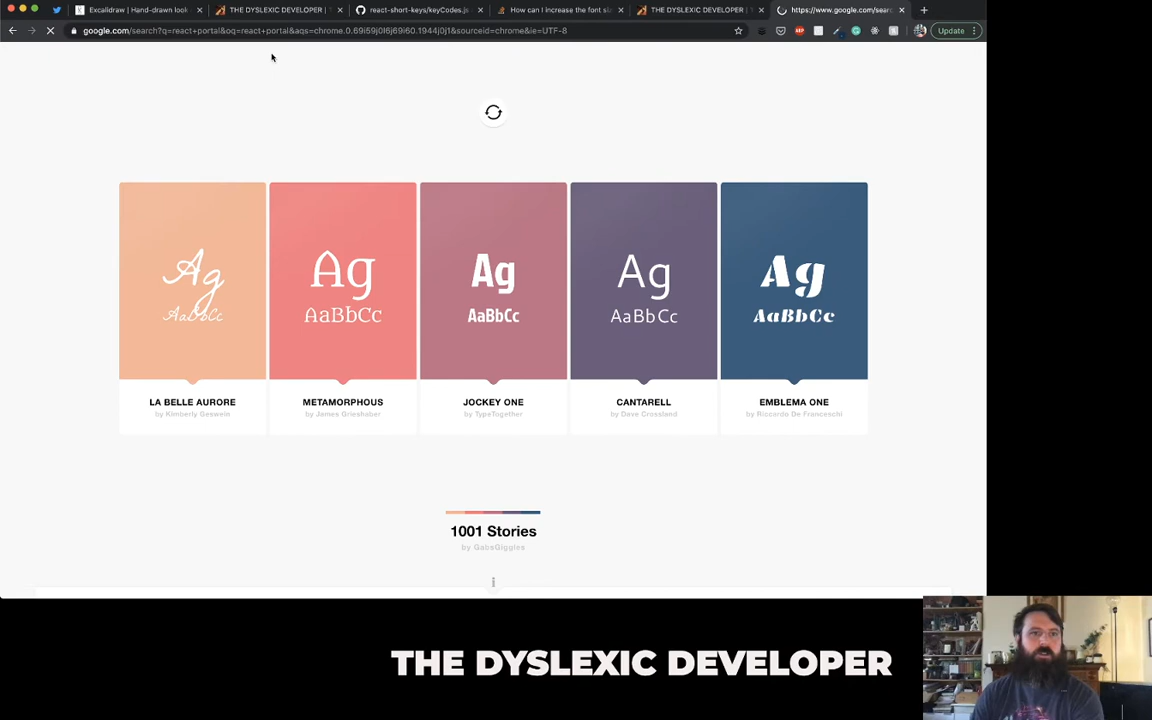 Excalidraw | Hand-drawn look
THE DYSLEXIC DEVELOPER |
react-short-keys/keyCodes.js
How can I increase the font siz
THE DYSLEXIC DEVELOPER |
https://www.google.com/sear
google.com/search?q=react+portal&oq=react+portal&aqs=chrome.0.69i59j0l6j69i60.1944j0j1&sourceid=chrome&ie=UTF-8
Update
Ag
AaBbCc
LA BELLE AURORE
by Kimberly Geswein
Ag
AaBbCc
METAMORPHOUS
by James Grieshaber
Ag
AaBbCc
JOCKEY ONE
by TypeTogether
Ag
AaBbCc
CANTARELL
by Dave Crossland
Ag
AaBbCc
EMBLEMA ONE
by Riccardo De Franceschi
1001 Stories
by GabsGiggles
THE DYSLEXIC DEVELOPER